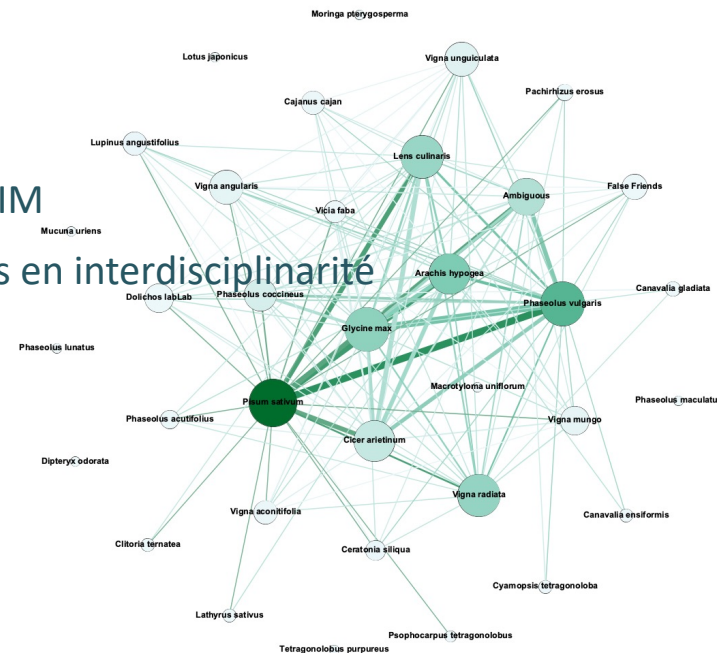 Moringa pterygosperma
Lotus japonicus
Vigna unguiculata
Pachirhizus erosus
Cajanus cajan
Lupinus angustifolius
Lens culinaris
Vigna angularis
False Friends
Ambiguous
IM
Vicia faba
Mucuna uriens
s en interdisciplinarité
Arachis hypogea
Canavalia gladiata
Dolichos labLab
Phaseolus coccineus
Phaseolus vulgaris
Glycine max
Phaseolus lunatus
Macrotyloma uniflorum
Pisum sativum
Phaseolus maculatu
Phaseolus acutifolius
Vigna mungo
Cicer arietinum
Dipteryx odorata
Vigna radiata
Vigna aconitifolia
Canavalia ensiformis
Clitoria ternatea
Ceratonia siliqua
Cyamopsis tetragonoloba
Lathyrus sativus
Psophocarpus tetragonolobus
Tetragonolobus purpureus